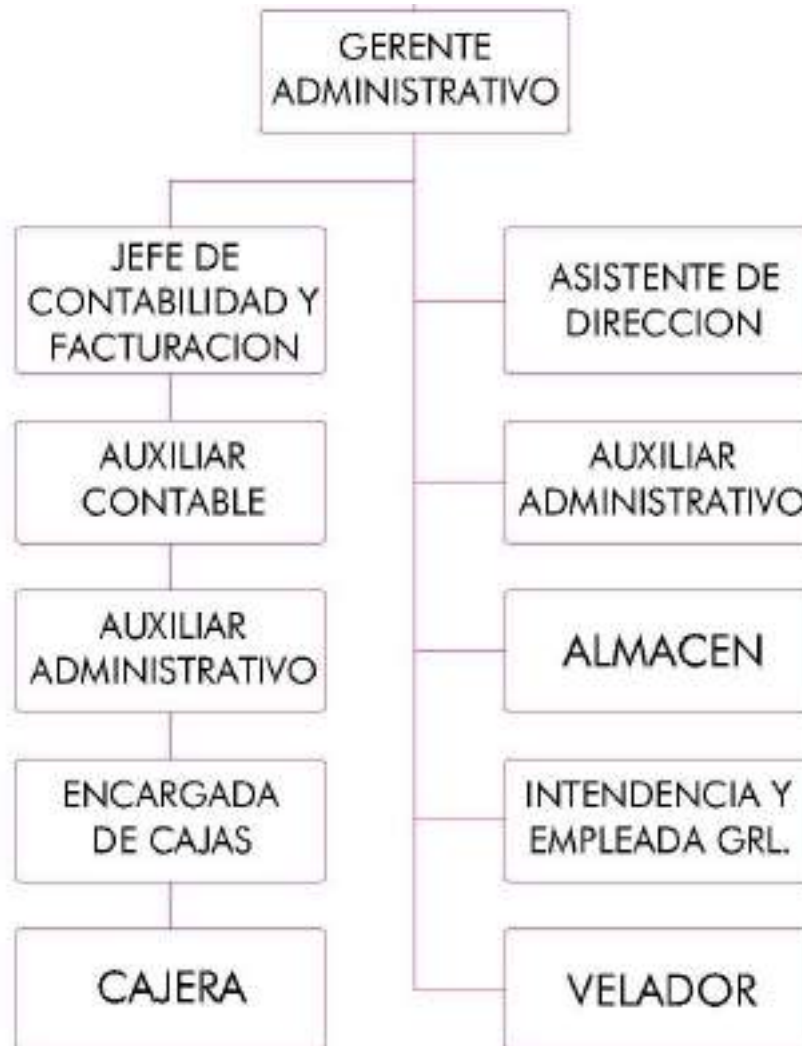 GERENTE
ADMINISTRATIVO
JEFE DE
CONTABILIDAD Y
FACTURACION
AUXILIAR
CONTABLE
AUXILIAR
ADMINISTRATIVO
ENCARGADA
DE CAJAS
CAJERA
ASISTENTE DE
DIRECCION
AUXILIAR
ADMINISTRATIVO
ALMACEN
INTENDENCIA Y
EMPLEADA GRL.
VELADOR